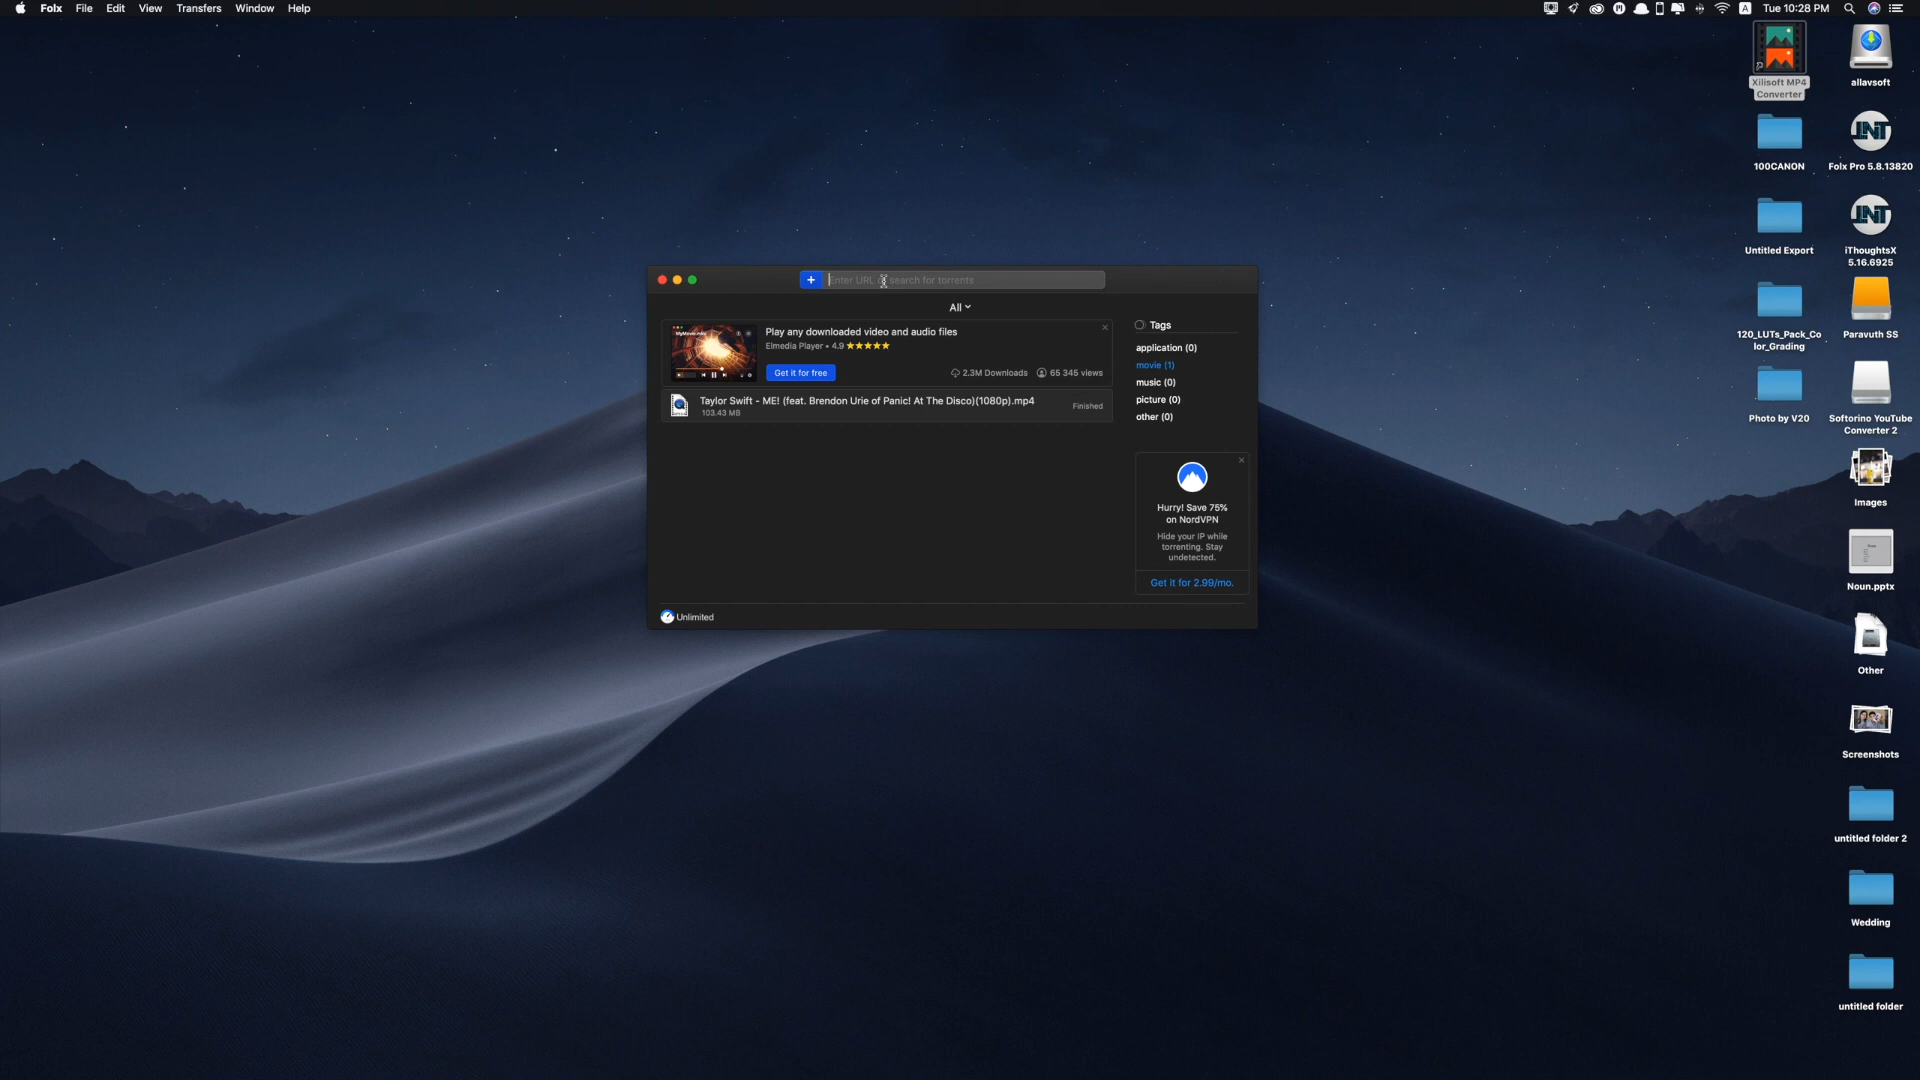 Folx File Edit View Transfers Window Help
A Tue 10:28 PM
Enter URL or search for torrents
All
Play any downloaded video and audio files
Elmedia Player • 4.9 ★★★★★
Get it for free
2.3M Downloads
65 345 views
Taylor Swift - ME! (feat. Brendon Urie of Panic! At The Disco)(1080p).mp4
103.43 MB
Finished
Tags
application (0)
movie (1)
music (0)
picture (0)
other (0)
Hurry! Save 75%
on NordVPN
Hide your IP while
torrenting. Stay
undetected.
Get it for 2.99/mo.
Unlimited
Xilisoft MP4
Converter
100CANON
Untitled Export
120_LUTs_Pack_Co
lor_Grading
Photo by V20
allavsoft
LNT
Folx Pro 5.8.13820
LNT
iThoughtsX
5.16.6925
Paravuth SS
Softorino YouTube
Converter 2
Images
Noun.pptx
Other
Screenshots
untitled folder 2
Wedding
untitled folder